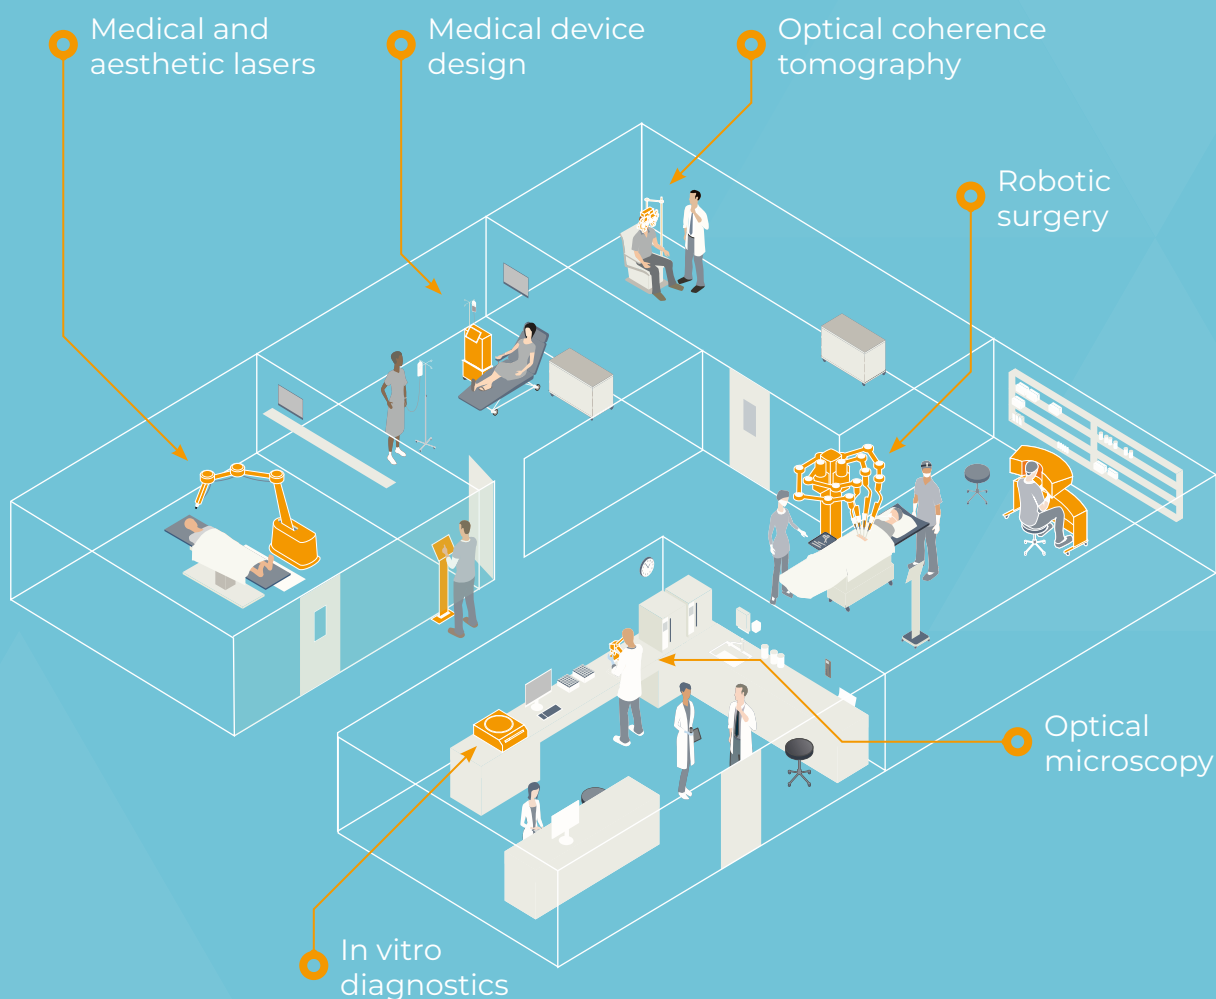 Medical and
aesthetic lasers
Medical device
design
Optical coherence
tomography
Robotic
surgery
Optical
microscopy
In vitro
diagnostics